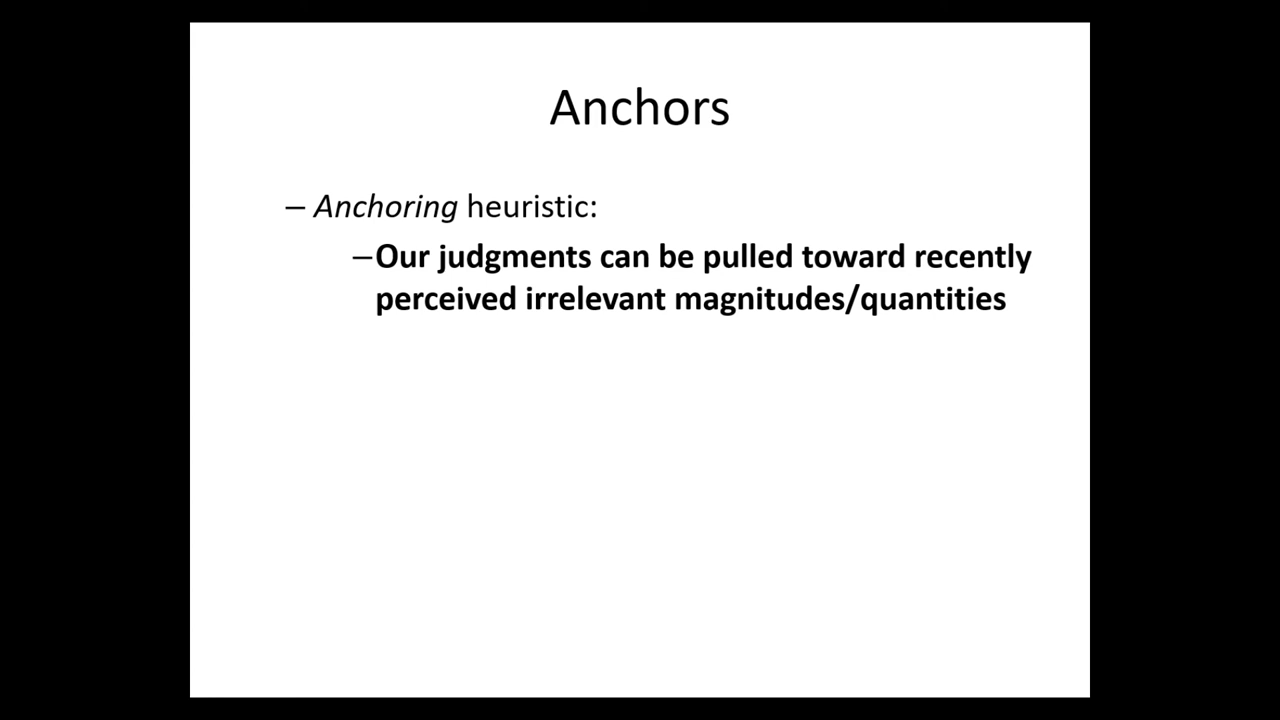 Anchors
– Anchoring heuristic:
–Our judgments can be pulled toward recently
perceived irrelevant magnitudes/quantities